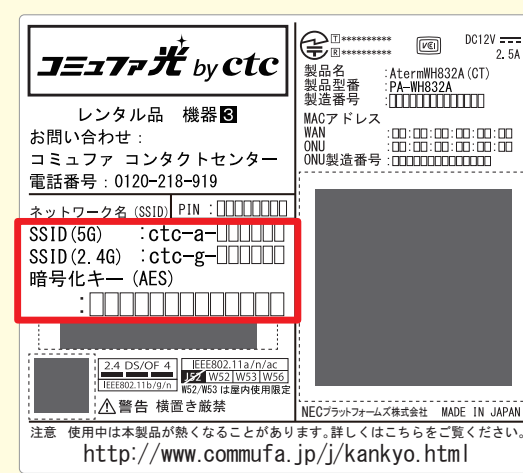 コミュファ光 by ctc
レンタル品 機器3
お問い合わせ:
コミュファ コンタクトセンター
電話番号:0120-218-919
ネットワーク名 (SSID) PIN :□□□□□□□□
SSID(5G) :ctc-a-□□□□□□
SSID(2.4G) :ctc-g-□□□□□□
暗号化キー (AES)
:□□□□□□□□□□□□□
2.4 DS/OF 4
IEEE802.11b/g/n
IEEE802.11a/n/ac
J52 W52 W53 W56
W52/W53 は屋内使用限定
警告 横置き厳禁
T **********
R **********
VCI
DC12V
2.5A
製品名 :AtermWH832A(CT)
製品型番 :PA-WH832A
製造番号 :□□□□□□□□□□□□□
MACアドレス
WAN :□□:□□:□□:□□:□□
ONU :□□:□□:□□:□□:□□
ONU製造番号:□□□□□□□□□□□□□□
NECプラットフォームズ株式会社 MADE IN JAPAN
注意 使用中は本製品が熱くなることがあります。詳しくはこちらをご覧ください。
http://www.commufa.jp/j/kankyo.html